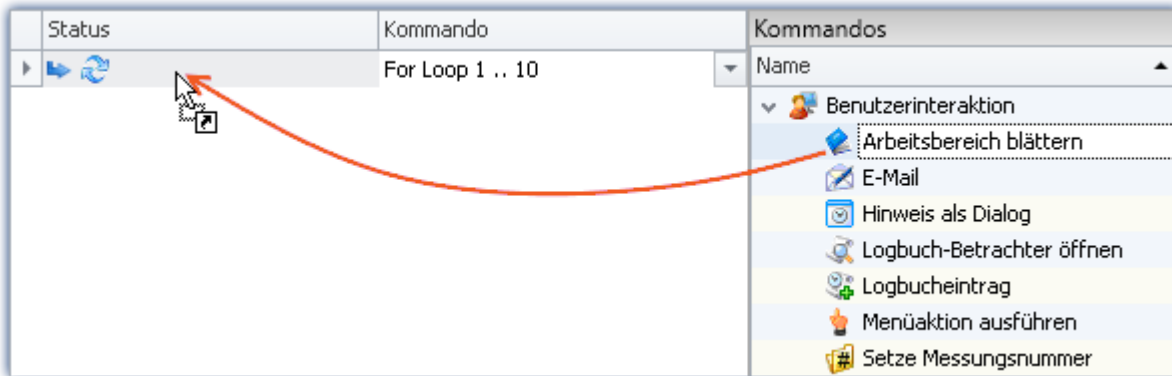 Status Kommando
For Loop 1 .. 10
Kommandos
Name
Benutzerinteraktion
Arbeitsbereich blättern
E-Mail
Hinweis als Dialog
Logbuch-Betrachter öffnen
Logbucheintrag
Menüaktion ausführen
Setze Messungsnummer